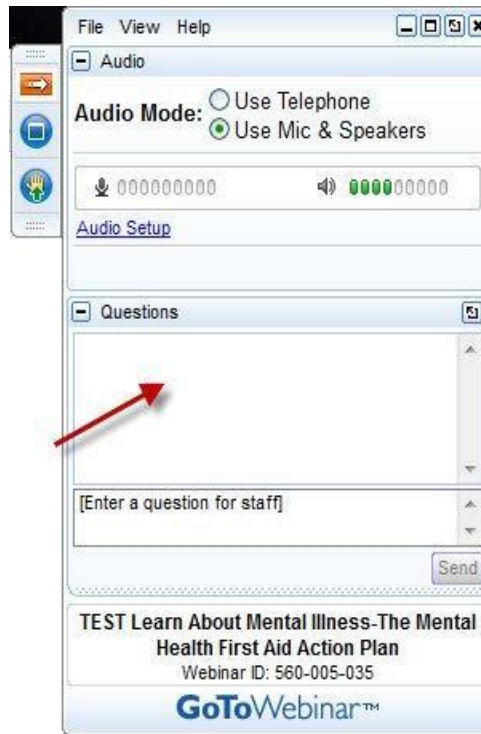 File View Help
Audio
Audio Mode: Use Telephone
Use Mic & Speakers
Audio Setup
Questions
[Enter a question for staff]
Send
TEST Learn About Mental Illness-The Mental
Health First Aid Action Plan
Webinar ID: 560-005-035
GoToWebinar™